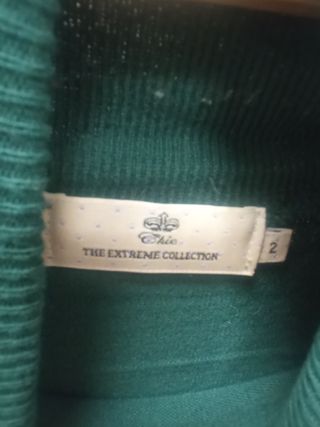 Chic
THE EXTREME COLLECTION
2